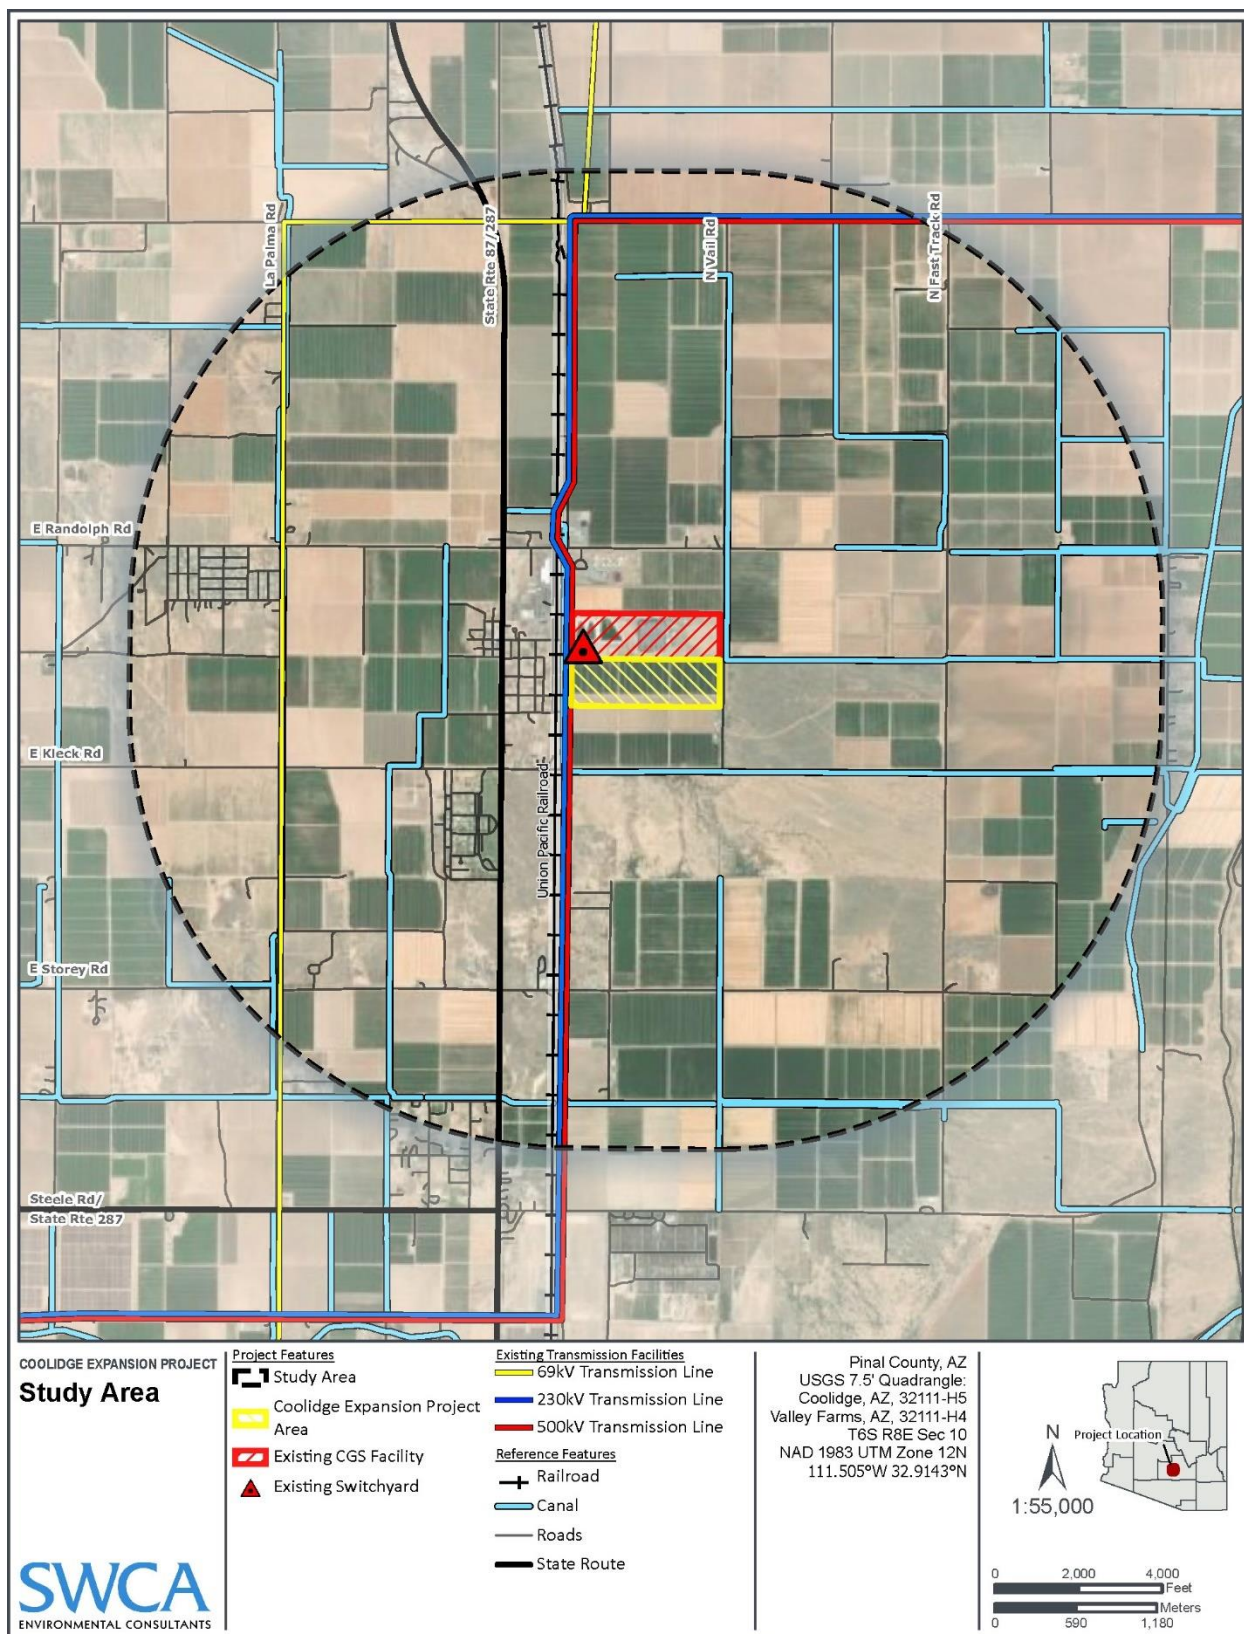 La Palma Rd
State Rte 87/287
N Vail Rd
N Fast Track Rd
E Randolph Rd
E Kleck Rd
Union Pacific Railroad
E Storey Rd
Steele Rd/
State Rte 287
COOLIDGE EXPANSION PROJECT
Study Area
SWCA
ENVIRONMENTAL CONSULTANTS
Project Features
Study Area
Coolidge Expansion Project
Area
Existing CGS Facility
Existing Switchyard
Existing Transmission Facilities
69kV Transmission Line
230kV Transmission Line
500kV Transmission Line
Reference Features
Railroad
Canal
Roads
State Route
Pinal County, AZ
USGS 7.5' Quadrangle:
Coolidge, AZ, 32111-H5
Valley Farms, AZ, 32111-H4
T6S R8E Sec 10
NAD 1983 UTM Zone 12N
111.505°W 32.9143°N
N
1:55,000
Project Location
0 2,000 4,000
Feet
Meters
0 590 1,180